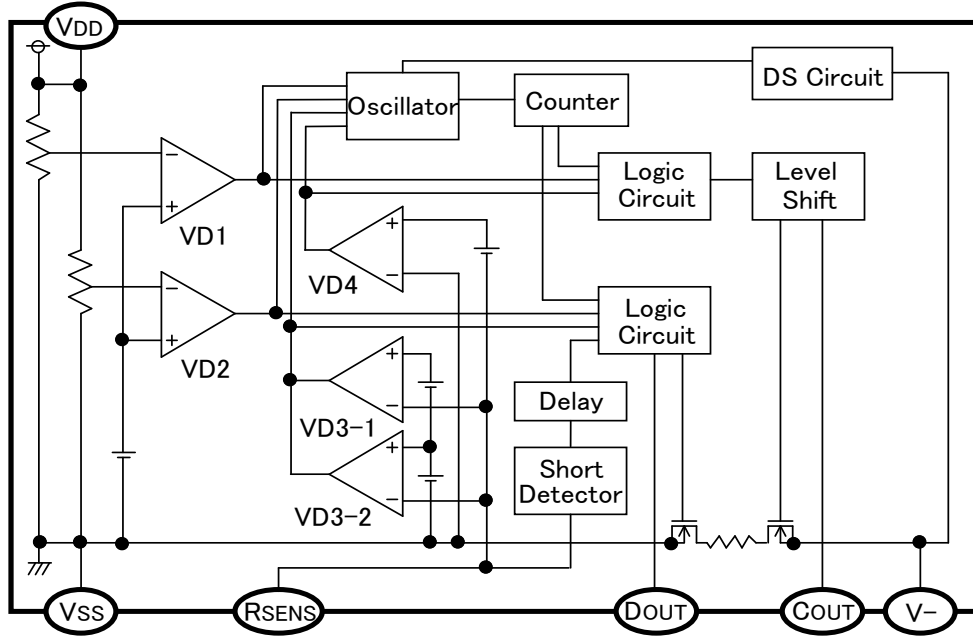 VDD
DS Circuit
Oscillator
Counter
Logic
Circuit
Level
Shift
−
+
VD1
+
−
VD4
−
+
VD2
Logic
Circuit
+
−
VD3-1
Delay
+
−
VD3-2
Short
Detector
VSS
RSENS
DOUT
COUT
V−